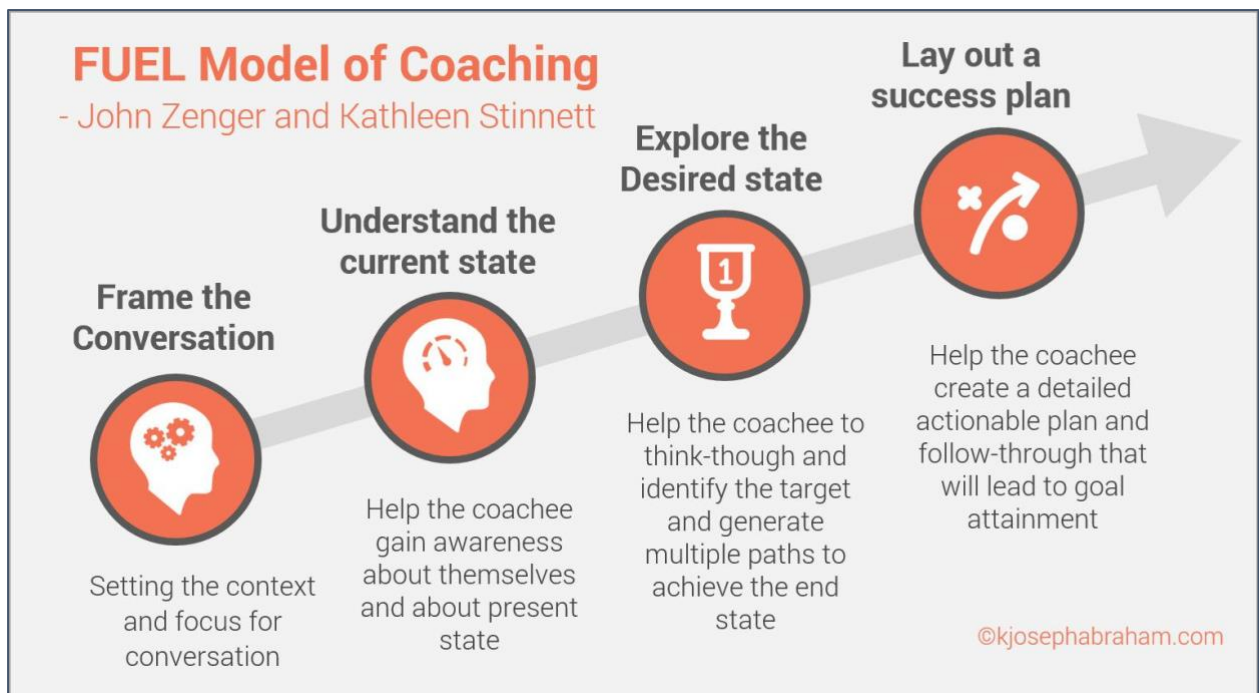 FUEL Model of Coaching
- John Zenger and Kathleen Stinnett
Frame the
Conversation
Setting the context
and focus for
conversation
Understand the
current state
Help the coachee
gain awareness
about themselves
and about present
state
Explore the
Desired state
1
Help the coachee to
think-though and
identify the target
and generate
multiple paths to
achieve the end
state
Lay out a
success plan
Help the coachee
create a detailed
actionable plan and
follow-through that
will lead to goal
attainment
©kjosephabraham.com